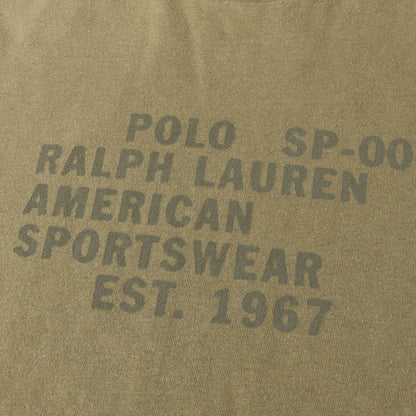 POLO SP-00
RALPH LAUREN
AMERICAN
SPORTSWEAR
EST. 1967